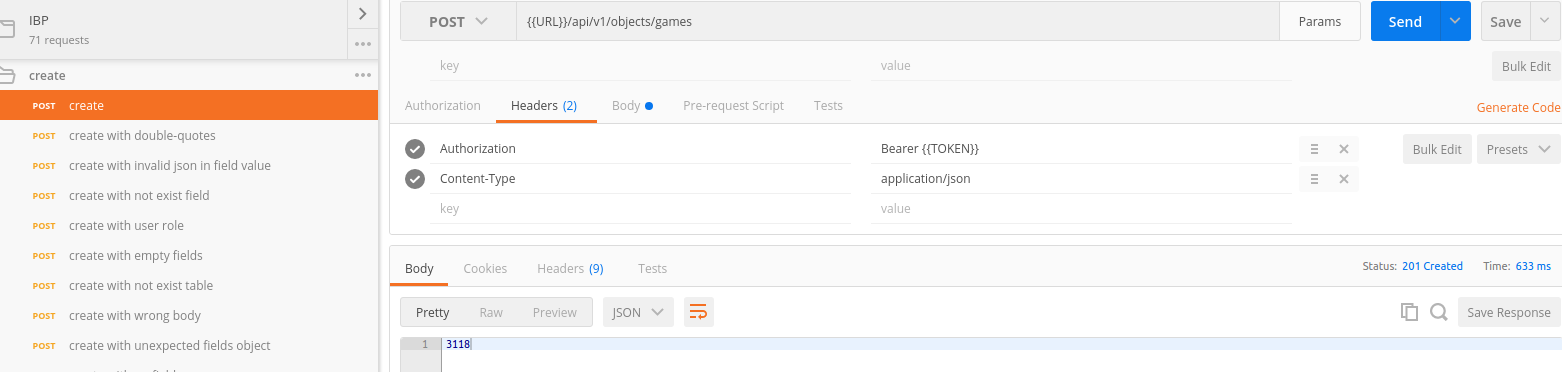 IBP
71 requests
create
POST create
POST create with double-quotes
POST create with invalid json in field value
POST create with not exist field
POST create with user role
POST create with empty fields
POST create with not exist table
POST create with wrong body
POST create with unexpected fields object
POST {{URL}}/api/v1/objects/games Params Send Save
key value Bulk Edit
Authorization Headers (2) Body Pre-request Script Tests Generate Code
Authorization Bearer {{TOKEN}} Bulk Edit Presets
Content-Type application/json
key value
Body Cookies Headers (9) Tests Status: 201 Created Time: 633 ms
Pretty Raw Preview JSON Save Response
1 3118